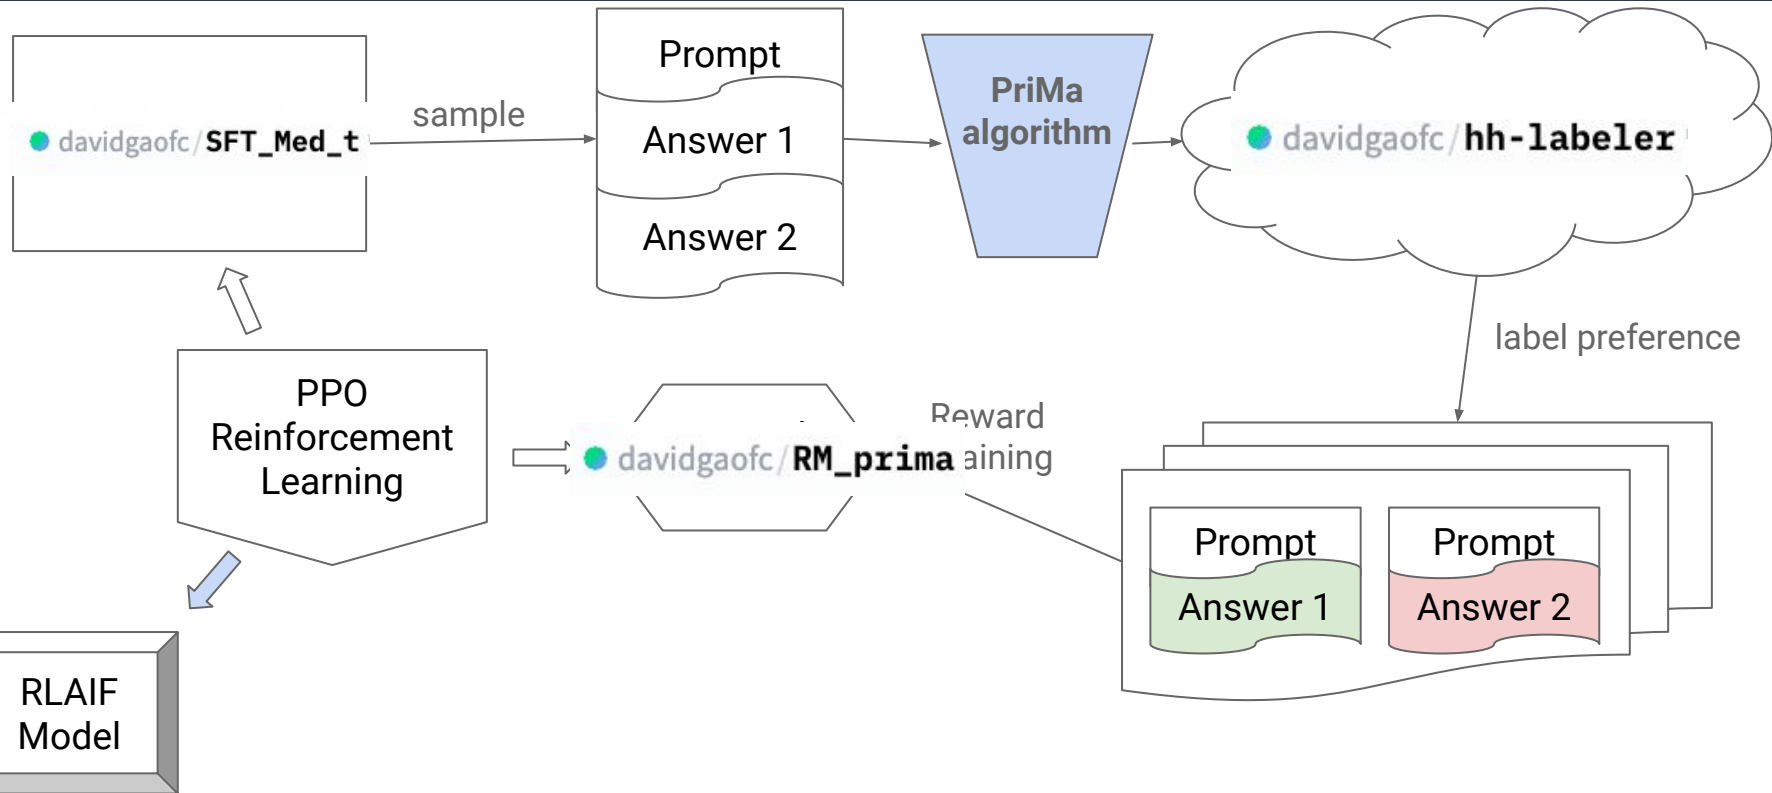 davidgaofc/SFT_Med_t
sample
Prompt
Answer 1
Answer 2
PriMa
algorithm
davidgaofc/hh-labeler
label preference
PPO
Reinforcement
Learning
davidgaofc/RM_prima
Reward
aining
Prompt
Answer 1
Prompt
Answer 2
RLAIF
Model